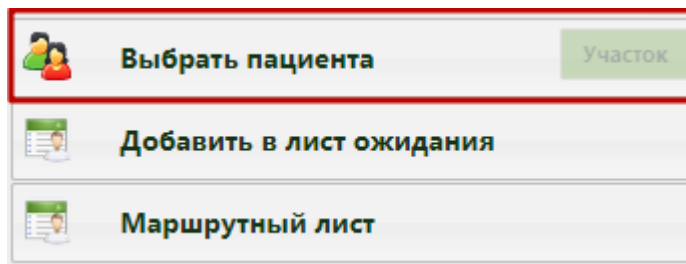 Выбрать пациента Участок
Добавить в лист ожидания
Маршрутный лист